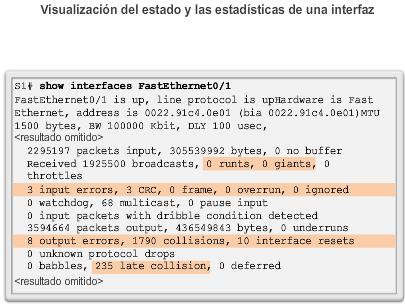 Visualización del estado y las estadísticas de una interfaz
S1# show interfaces FastEthernet0/1
FastEthernet0/1 is up, line protocol is upHardware is Fast
Ethernet, address is 0022.91c4.0e01 (bia 0022.91c4.0e01)MTU
1500 bytes, BW 100000 Kbit, DLY 100 usec,
<resultado omitido>
2295197 packets input, 305539992 bytes, 0 no buffer
Received 1925500 broadcasts, 0 runts, 0 giants, 0
throttles
3 input errors, 3 CRC, 0 frame, 0 overrun, 0 ignored
0 watchdog, 68 multicast, 0 pause input
0 input packets with dribble condition detected
3594664 packets output, 436549843 bytes, 0 underruns
8 output errors, 1790 collisions, 10 interface resets
0 unknown protocol drops
0 babbles, 235 late collision, 0 deferred
<resultado omitido>